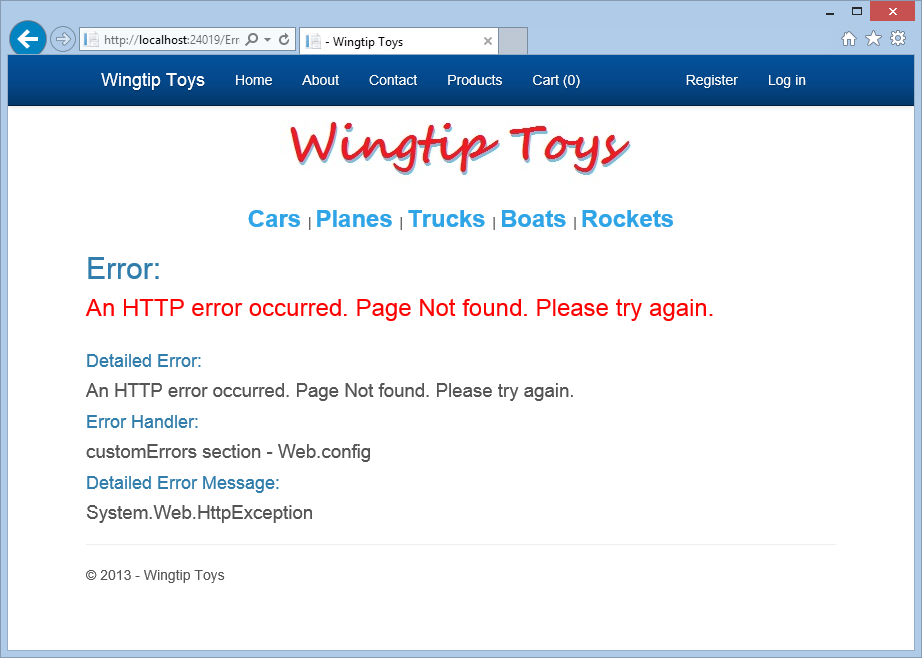 http://localhost:24019/Err
- Wingtip Toys
Wingtip Toys Home About Contact Products Cart (0) Register Log in
Wingtip Toys
Cars | Planes | Trucks | Boats | Rockets
Error:
An HTTP error occurred. Page Not found. Please try again.
Detailed Error:
An HTTP error occurred. Page Not found. Please try again.
Error Handler:
customErrors section - Web.config
Detailed Error Message:
System.Web.HttpException
© 2013 - Wingtip Toys